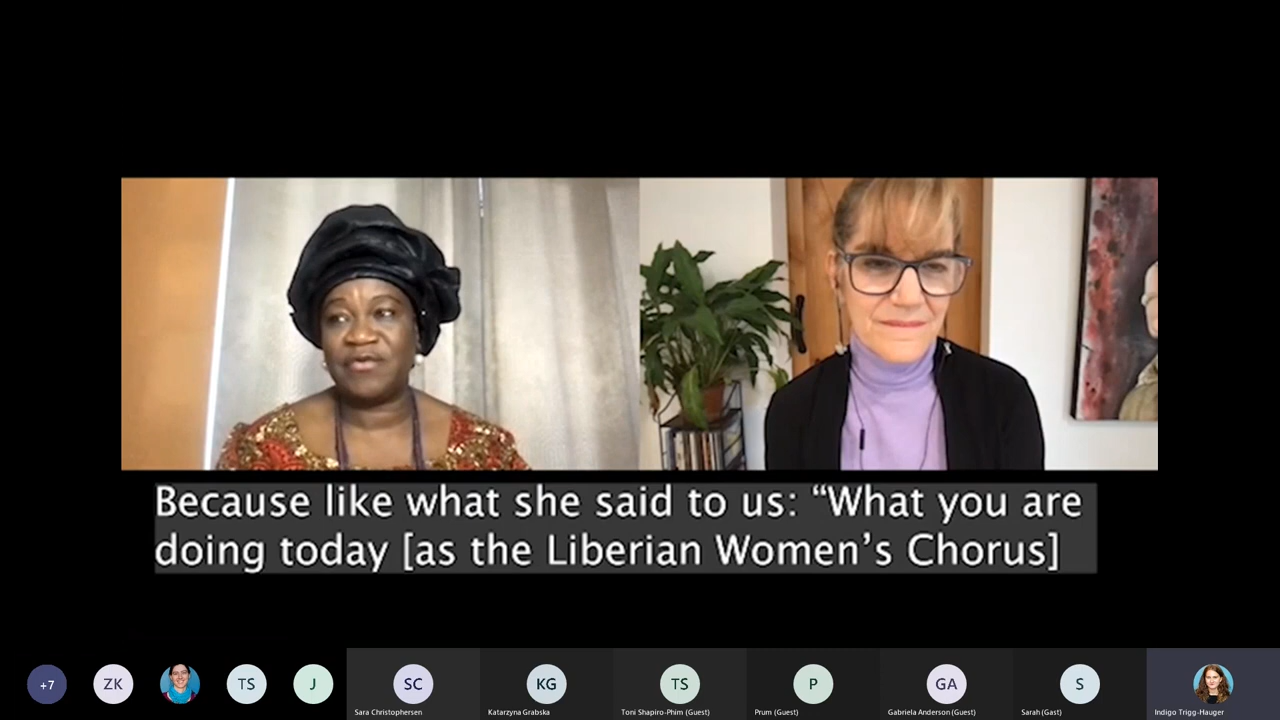 Because like what she said to us: “What you are
doing today [as the Liberian Women’s Chorus]
+7
ZK
TS
J
SC
KG
TS
P
GA
S
Sara Christophersen
Katarzyna Grabska
Toni Shapiro-Phim (Guest)
Prum (Guest)
Gabriela Anderson (Guest)
Sarah (Gast)
Indigo Trigg-Hauger